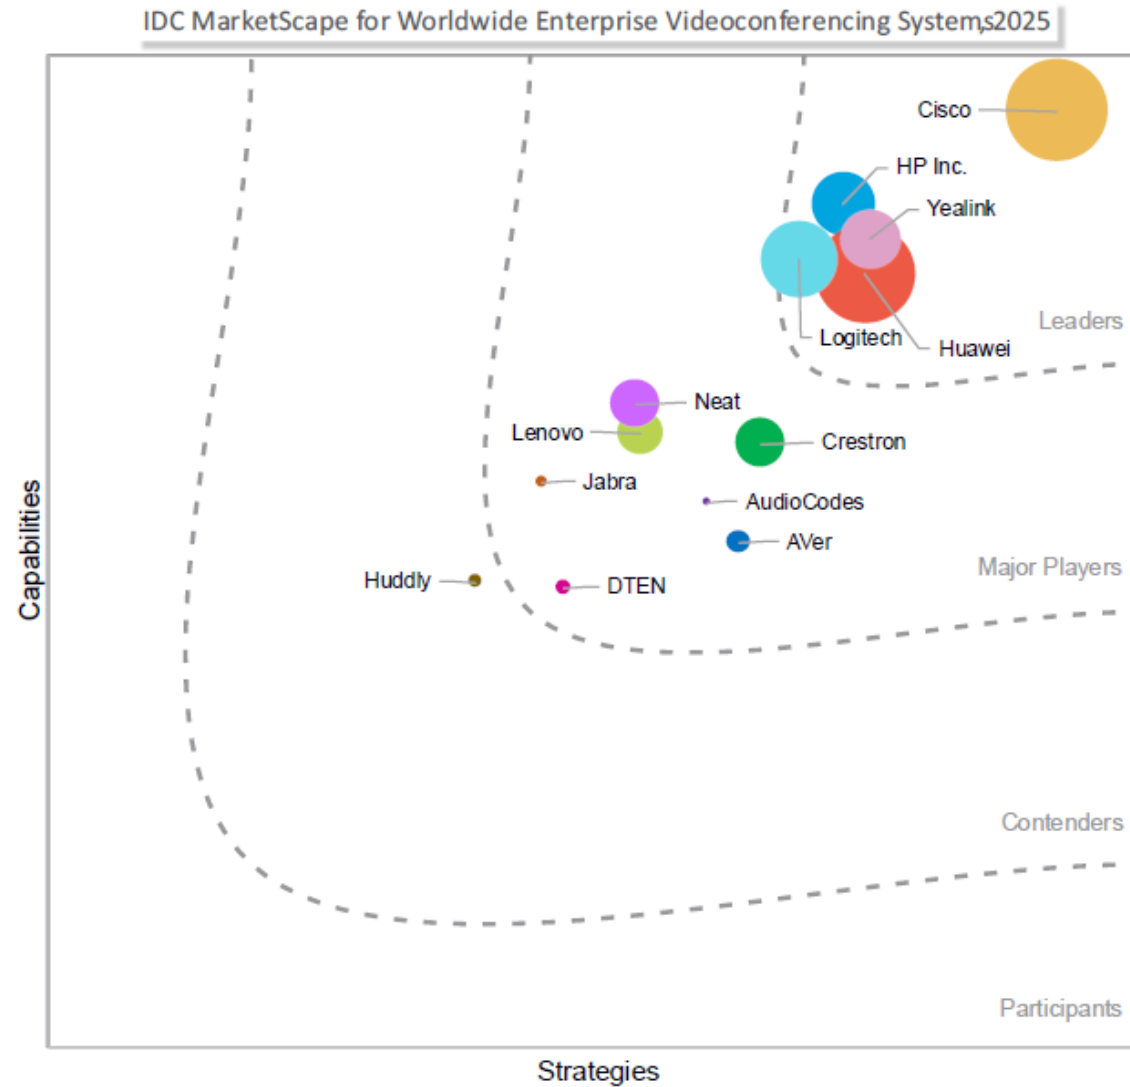 IDC MarketScape for Worldwide Enterprise Videoconferencing Systems, 2025
Cisco
HP Inc.
Yealink
Leaders
Logitech
Huawei
Neat
Lenovo
Crestron
Jabra
AudioCodes
AVer
Major Players
Huddly
DTEN
Capabilities
Contenders
Participants
Strategies